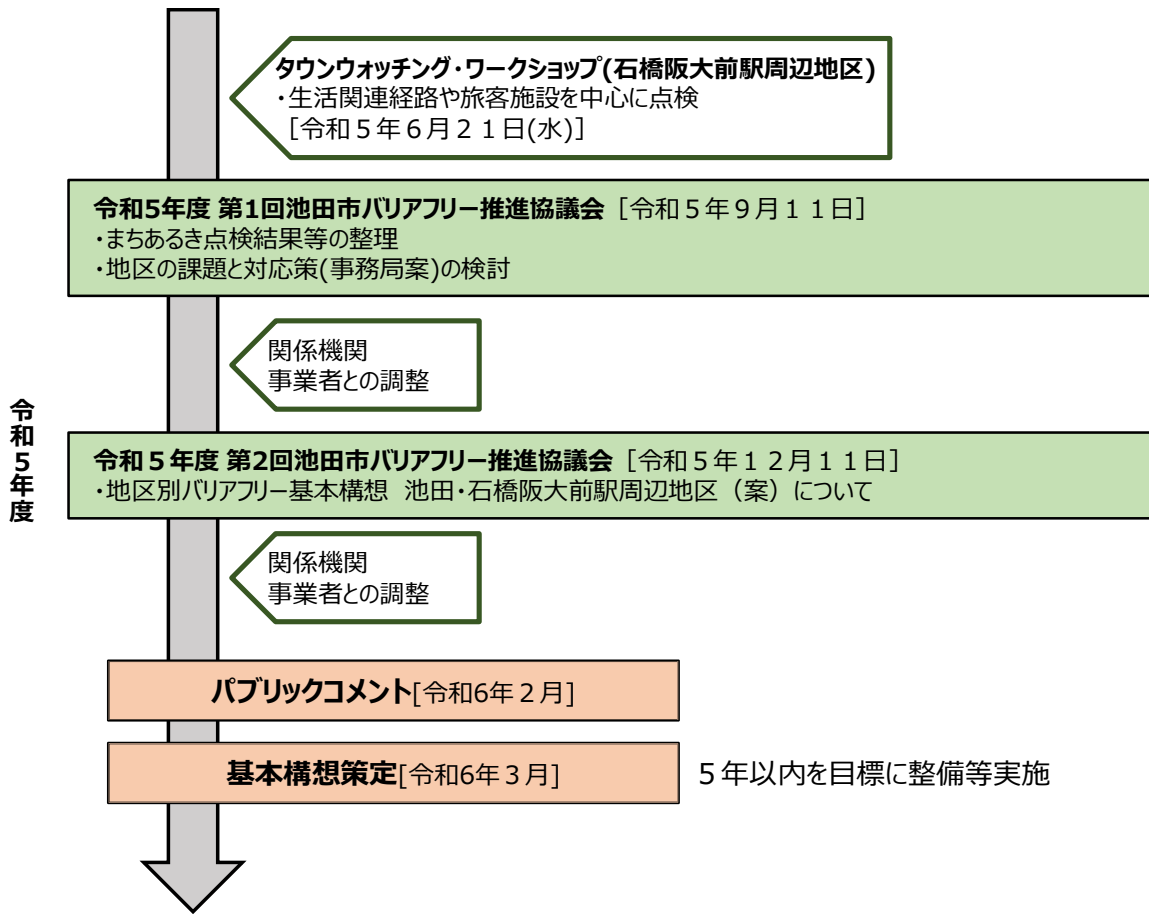 タウンウォッチング・ワークショップ(石橋阪大前駅周辺地区)
・生活関連経路や旅客施設を中心に点検
［令和５年６月２１日(水)］
令和5年度 第1回池田市バリアフリー推進協議会［令和５年９月１１日］
・まちあるき点検結果等の整理
・地区の課題と対応策(事務局案)の検討
関係機関
事業者との調整
令和5年度
令和５年度 第2回池田市バリアフリー推進協議会［令和５年１２月１１日］
・地区別バリアフリー基本構想 池田・石橋阪大前駅周辺地区（案）について
関係機関
事業者との調整
パブリックコメント[令和6年２月]
基本構想策定[令和6年３月]
５年以内を目標に整備等実施